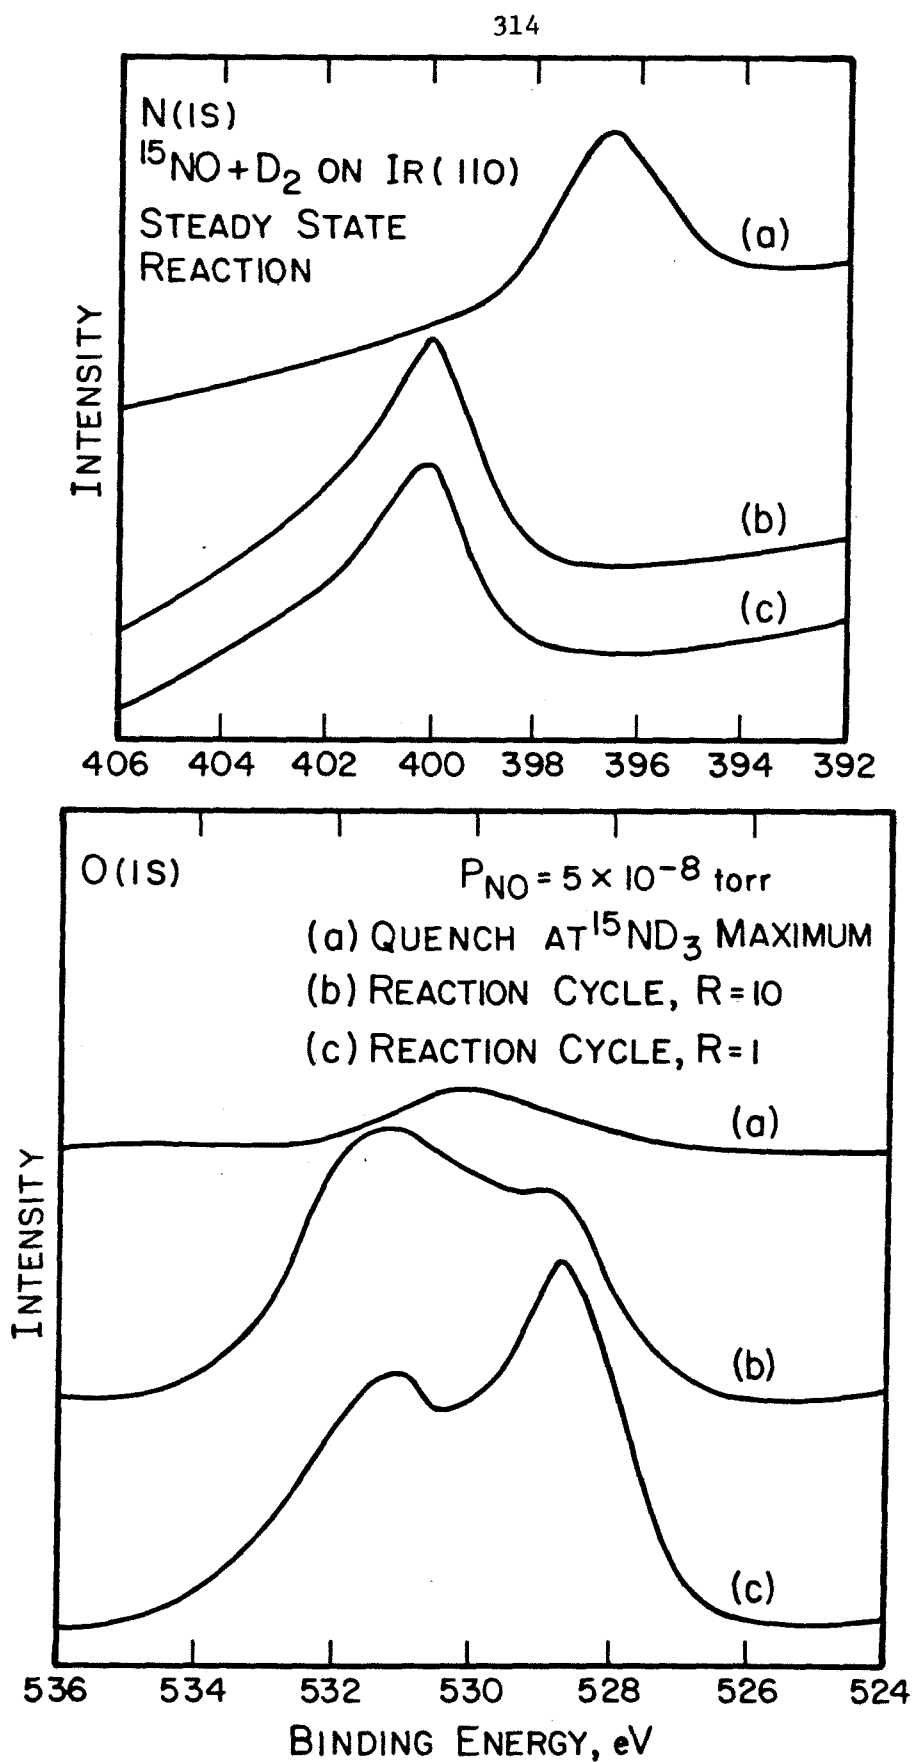 314
N(1S)
¹⁵NO+D₂ ON IR(110)
STEADY STATE
REACTION
(a)
INTENSITY
(b)
(c)
406 404 402 400 398 396 394 392
O(1S)
P_NO = 5 × 10⁻⁸ torr
(a) QUENCH AT ¹⁵ND₃ MAXIMUM
(b) REACTION CYCLE, R=10
(c) REACTION CYCLE, R=1
(a)
INTENSITY
(b)
(c)
536 534 532 530 528 526 524
BINDING ENERGY, eV